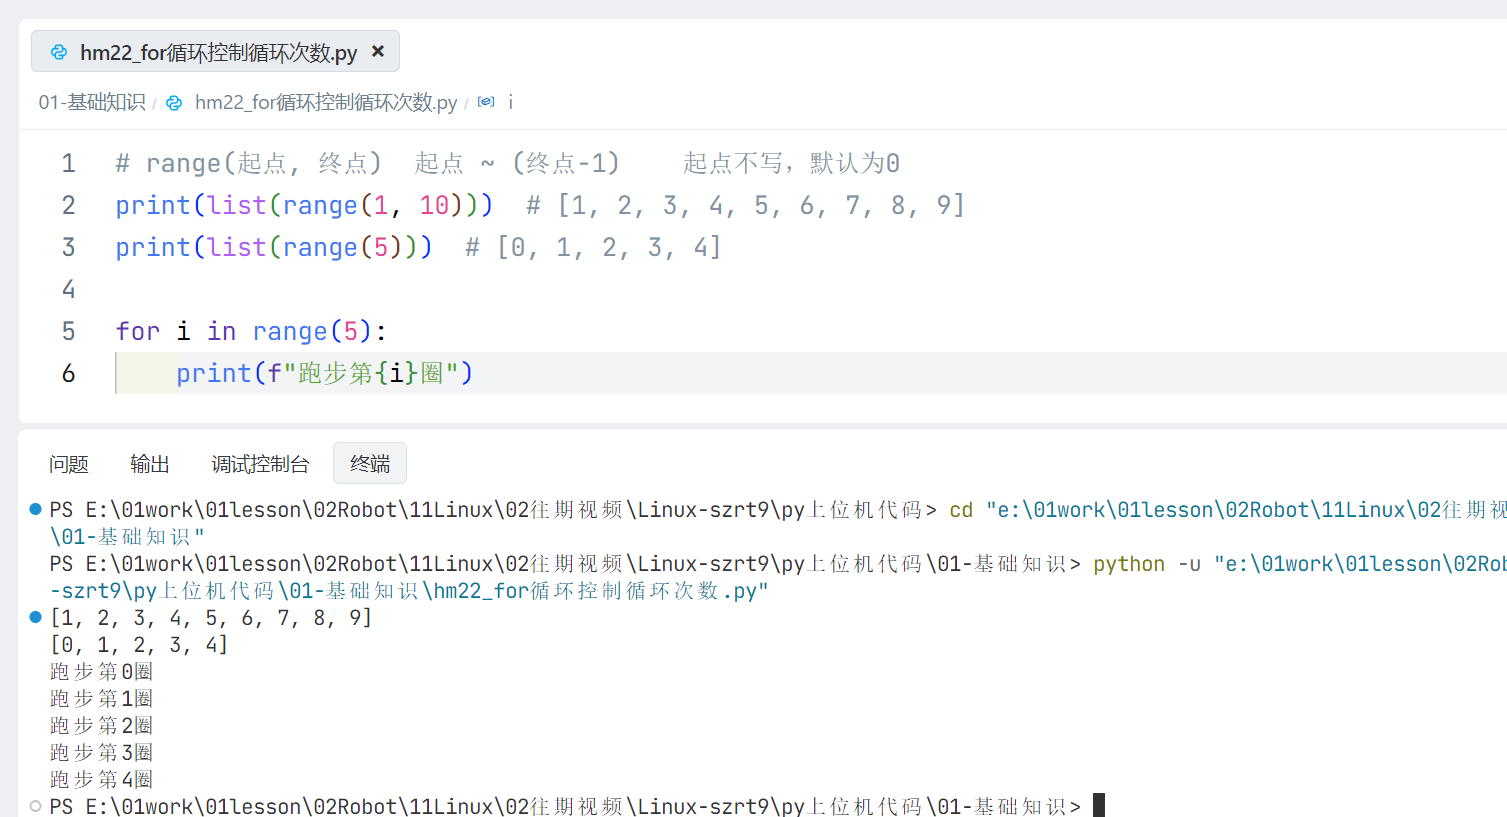 hm22_for循环控制循环次数.py ×
01-基础知识 / hm22_for循环控制循环次数.py / i
1 # range(起点, 终点)  起点 ~ (终点-1)    起点不写，默认为0
2 print(list(range(1, 10)))  # [1, 2, 3, 4, 5, 6, 7, 8, 9]
3 print(list(range(5)))  # [0, 1, 2, 3, 4]
4
5 for i in range(5):
6     print(f"跑步第{i}圈")
问题 输出 调试控制台 终端
PS E:\01work\01lesson\02Robot\11Linux\02往期视频\Linux-szrt9\py上位机代码> cd "e:\01work\01lesson\02Robot\11Linux\02往期视
\01-基础知识"
PS E:\01work\01lesson\02Robot\11Linux\02往期视频\Linux-szrt9\py上位机代码\01-基础知识> python -u "e:\01work\01lesson\02Rob
-szrt9\py上位机代码\01-基础知识\hm22_for循环控制循环次数.py"
[1, 2, 3, 4, 5, 6, 7, 8, 9]
[0, 1, 2, 3, 4]
跑步第0圈
跑步第1圈
跑步第2圈
跑步第3圈
跑步第4圈
PS E:\01work\01lesson\02Robot\11Linux\02往期视频\Linux-szrt9\py上位机代码\01-基础知识>